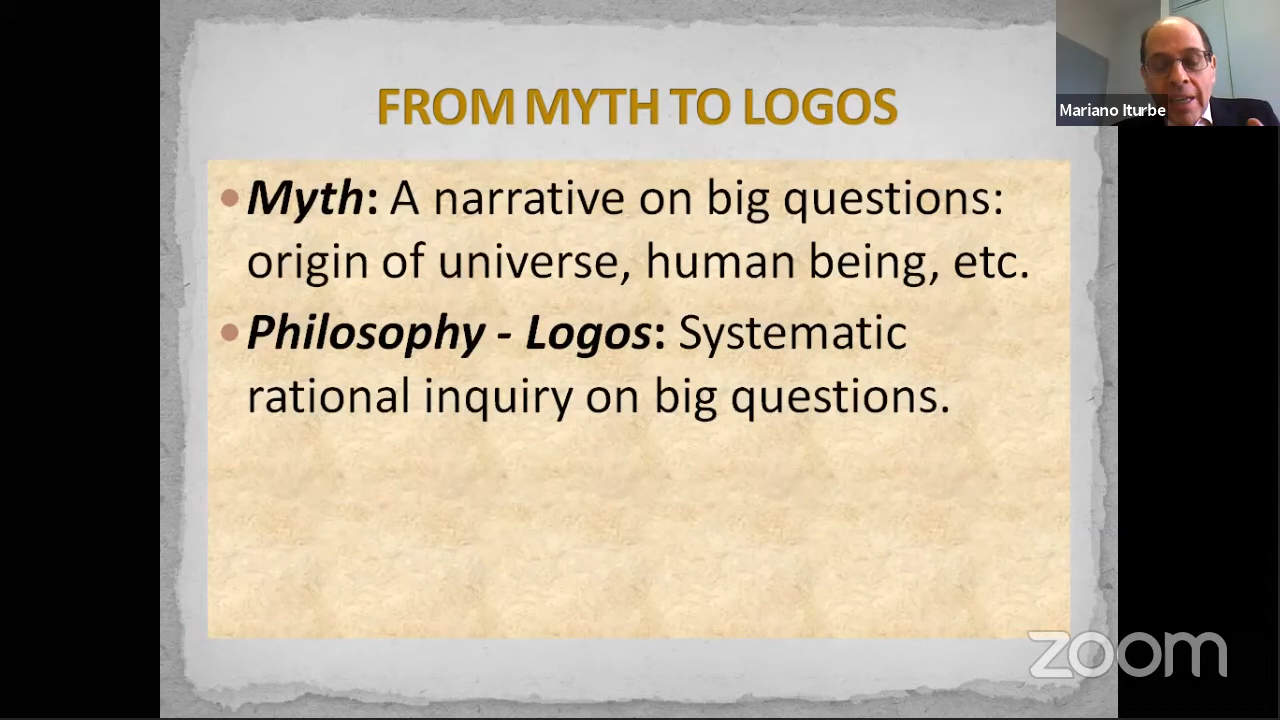 FROM MYTH TO LOGOS
Mariano Iturbe
• Myth: A narrative on big questions:
origin of universe, human being, etc.
• Philosophy - Logos: Systematic
rational inquiry on big questions.
zoom